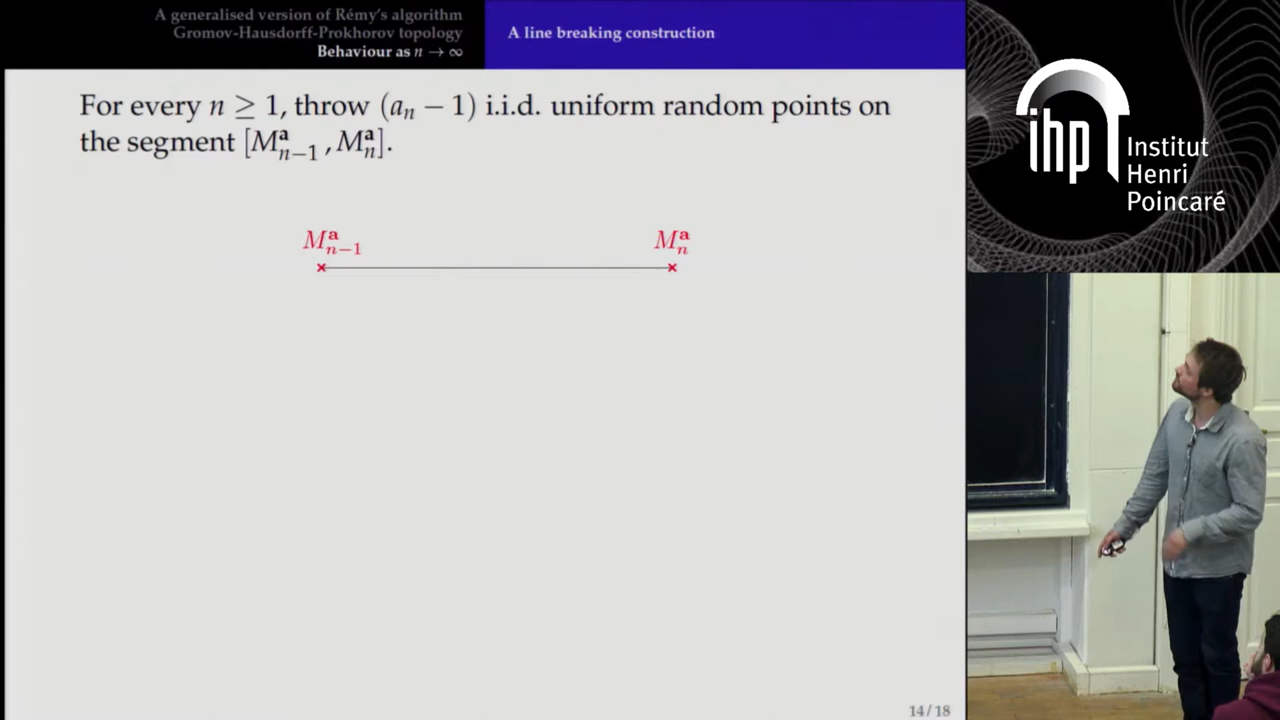 A generalised version of Rémy's algorithm
Gromov-Hausdorff-Prokhorov topology
Behaviour as n → ∞
A line breaking construction
For every n ≥ 1, throw (aₙ − 1) i.i.d. uniform random points on
the segment [Mᵃₙ₋₁, Mᵃₙ].
Mᵃₙ₋₁
Mᵃₙ
14/18
ihp
Institut
Henri
Poincaré